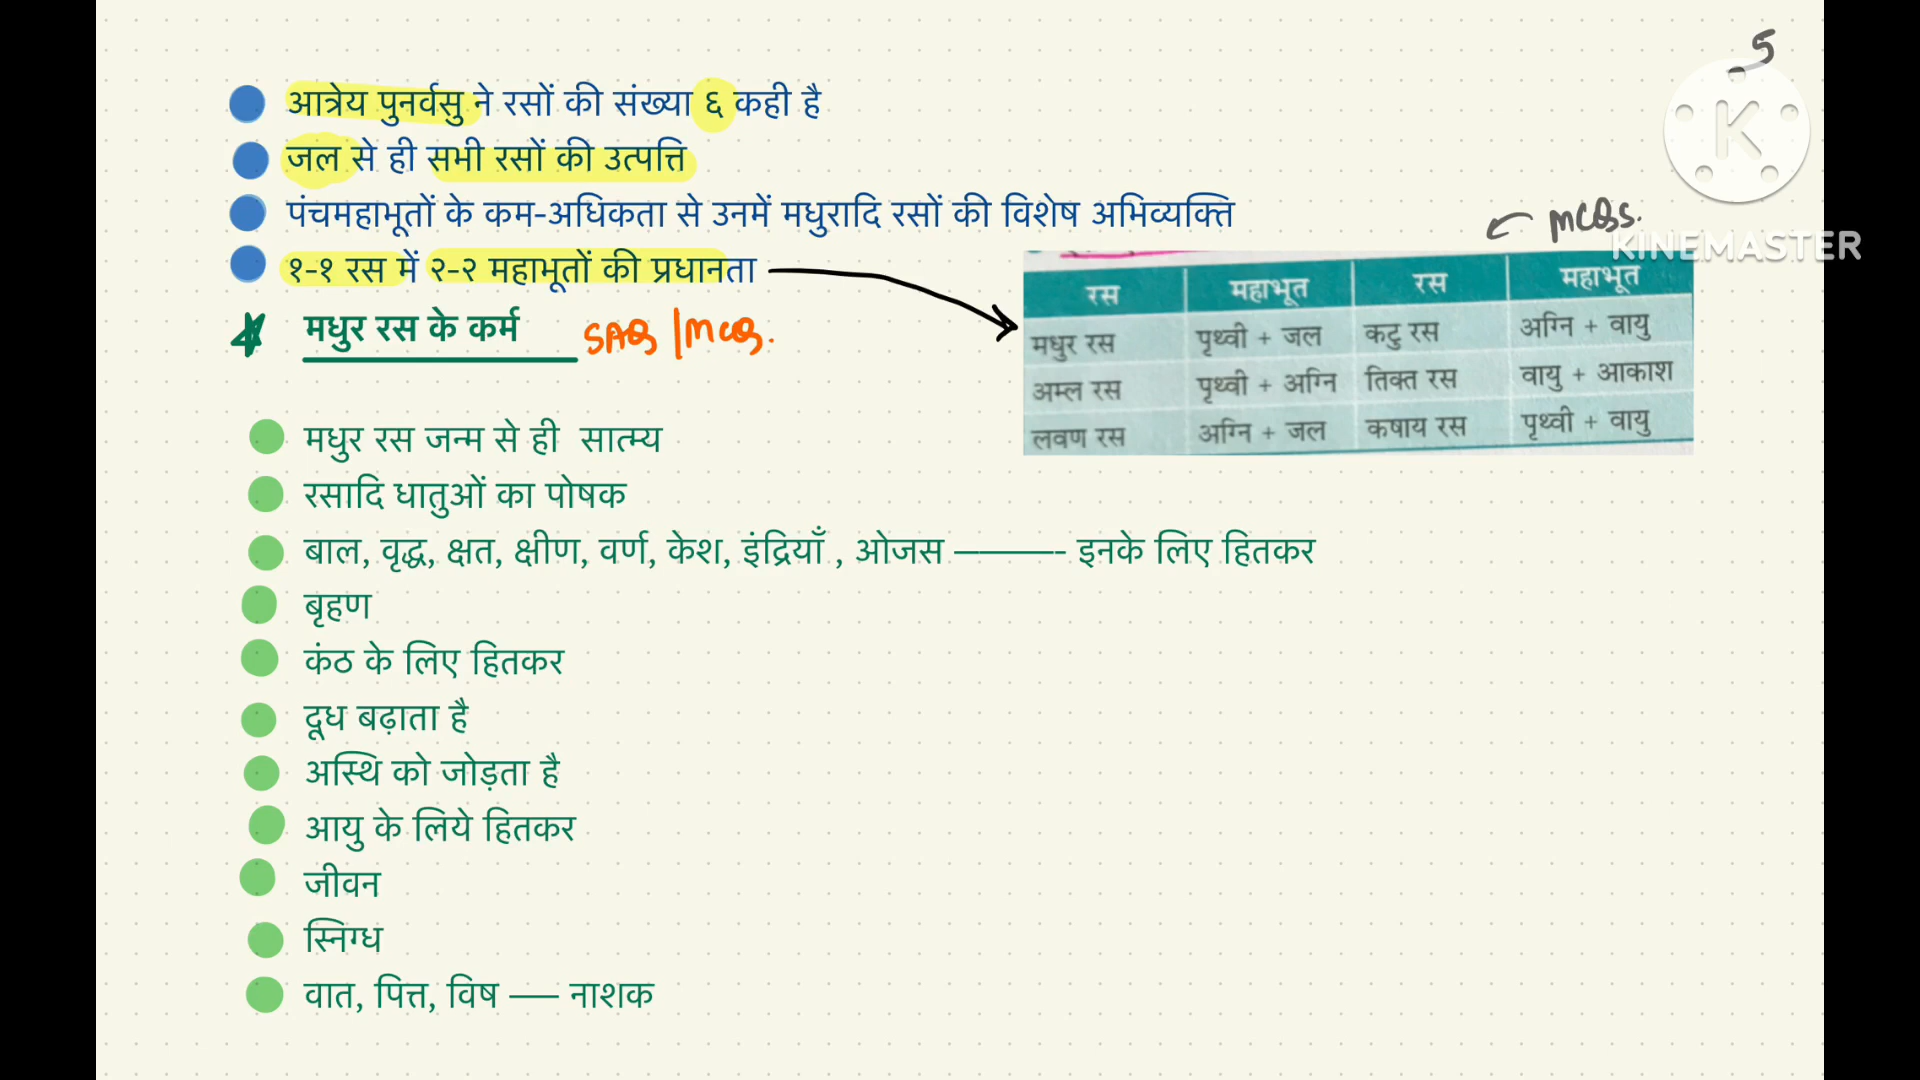 5
आत्रेय पुनर्वसु ने रसों की संख्या ६ कही है
जल से ही सभी रसों की उत्पत्ति
पंचमहाभूतों के कम-अधिकता से उनमें मधुरादि रसों की विशेष अभिव्यक्ति
MCQs.
KINEMASTER
१-१ रस में २-२ महाभूतों की प्रधानता
रस महाभूत रस महाभूत
मधुर रस पृथ्वी + जल कटु रस अग्नि + वायु
अम्ल रस पृथ्वी + अग्नि तिक्त रस वायु + आकाश
लवण रस अग्नि + जल कषाय रस पृथ्वी + वायु
मधुर रस के कर्म SAQ | MCQ.
मधुर रस जन्म से ही सात्म्य
रसादि धातुओं का पोषक
बाल, वृद्ध, क्षत, क्षीण, वर्ण, केश, इंद्रियाँ , ओजस ———- इनके लिए हितकर
बृहण
कंठ के लिए हितकर
दूध बढ़ाता है
अस्थि को जोड़ता है
आयु के लिये हितकर
जीवन
स्निग्ध
वात, पित्त, विष —– नाशक